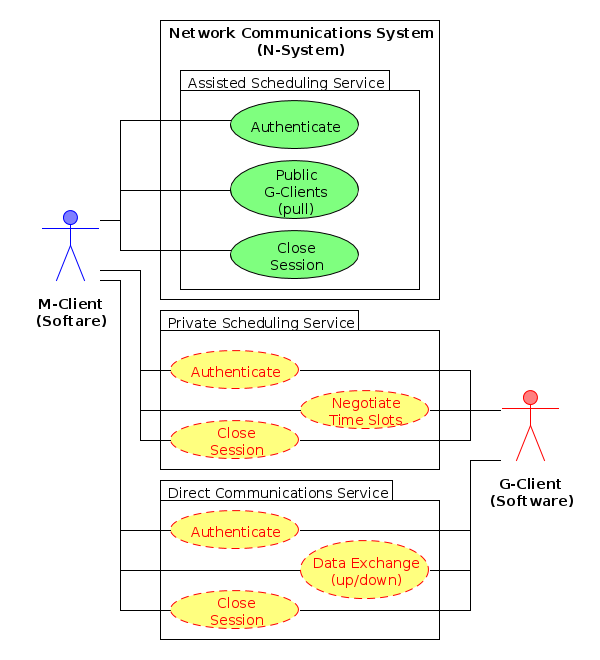 Network Communications System
(N-System)
Assisted Scheduling Service
Authenticate
Public
G-Clients
(pull)
Close
Session
M-Client
(Softare)
Private Scheduling Service
Authenticate
Negotiate
Time Slots
Close
Session
G-Client
(Software)
Direct Communications Service
Authenticate
Data Exchange
(up/down)
Close
Session